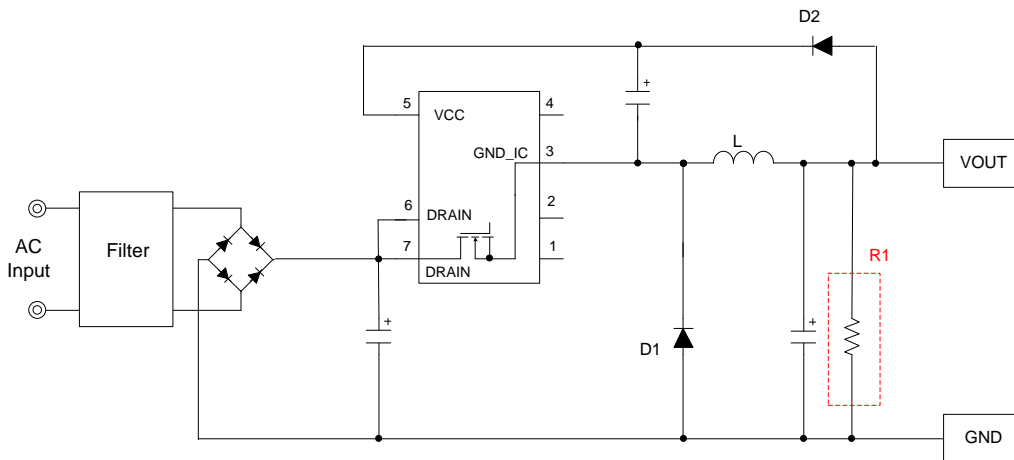 D2
+
5
VCC
4
GND_IC
3
L
VOUT
AC
Input
Filter
6
DRAIN
2
7
DRAIN
1
R1
+
D1
+
GND